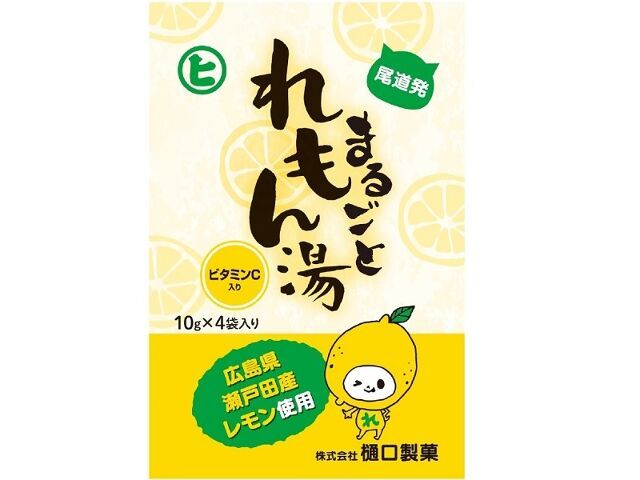 ヒ
尾道発
まるごと
れもん湯
ビタミンC
入り
10g×4袋入り
広島県
瀬戸田産
レモン使用
れ
株式会社 樋口製菓